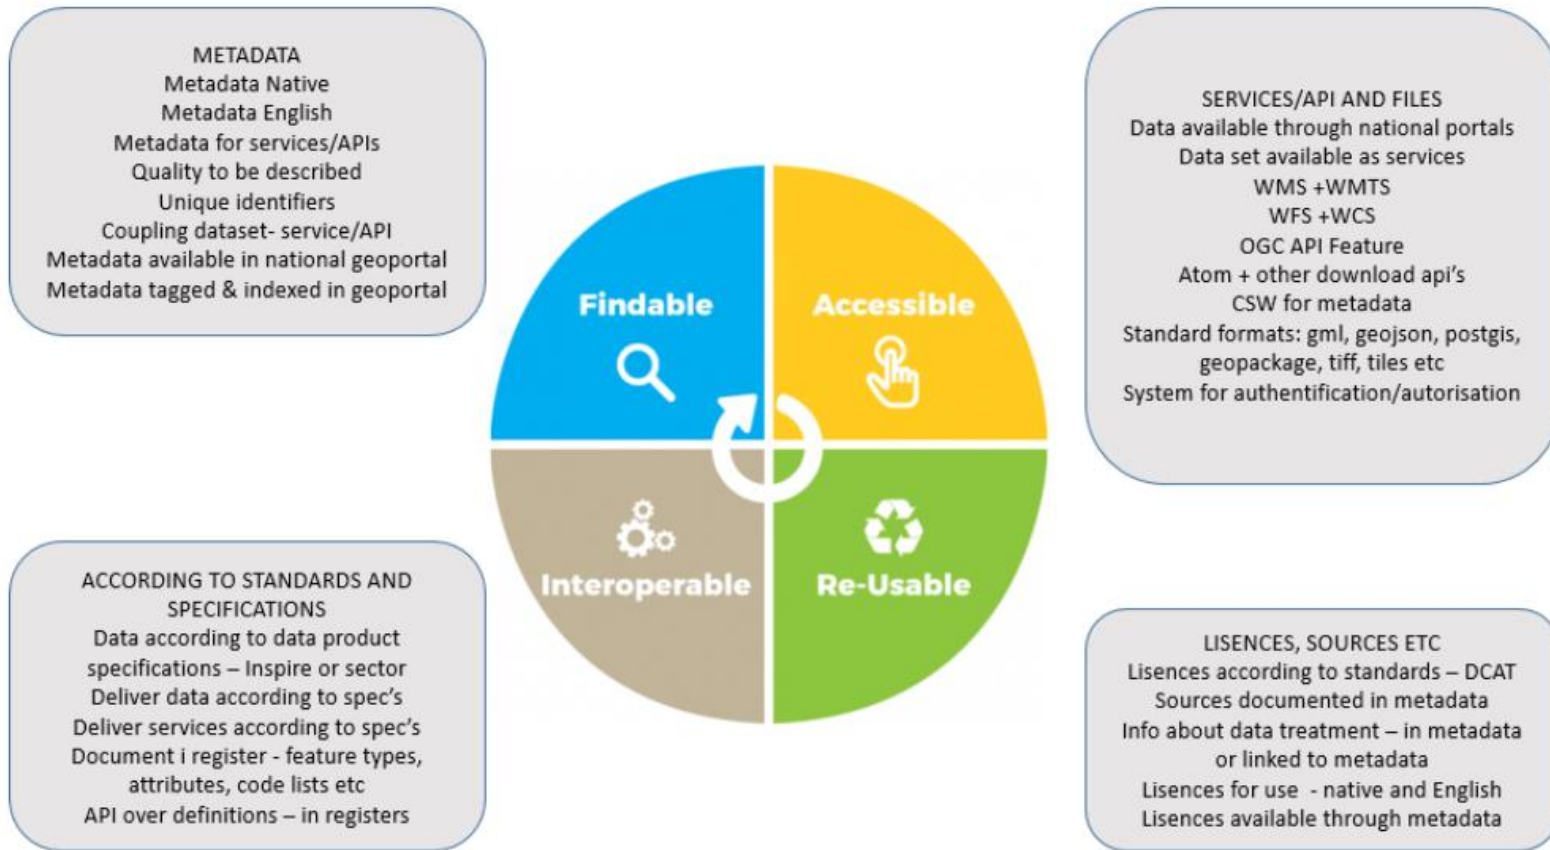 METADATA
Metadata Native
Metadata English
Metadata for services/APIs
Quality to be described
Unique identifiers
Coupling dataset- service/API
Metadata available in national geoportal
Metadata tagged & indexed in geoportal
SERVICES/API AND FILES
Data available through national portals
Data set available as services
WMS +WMTS
WFS +WCS
OGC API Feature
Atom + other download api's
CSW for metadata
Standard formats: gml, geojson, postgis,
geopackage, tiff, tiles etc
System for authentification/autorisation
Findable
Accessible
Interoperable
Re-Usable
ACCORDING TO STANDARDS AND
SPECIFICATIONS
Data according to data product
specifications – Inspire or sector
Deliver data according to spec's
Deliver services according to spec's
Document i register - feature types,
attributes, code lists etc
API over definitions – in registers
LISENCES, SOURCES ETC
Lisences according to standards – DCAT
Sources documented in metadata
Info about data treatment – in metadata
or linked to metadata
Lisences for use  - native and English
Lisences available through metadata